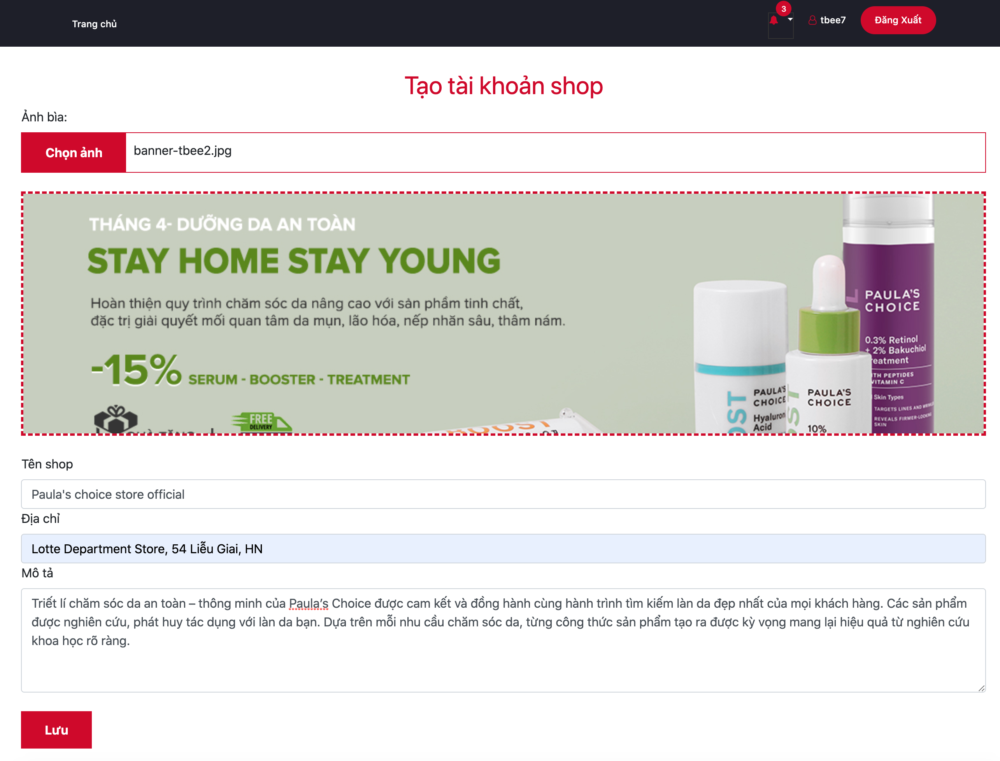 Trang chủ
3
tbee7
Đăng Xuất
Tạo tài khoản shop
Ảnh bìa:
Chọn ảnh
banner-tbee2.jpg
THÁNG 4- DƯỠNG DA AN TOÀN
STAY HOME STAY YOUNG
Hoàn thiện quy trình chăm sóc da nâng cao với sản phẩm tinh chất,
đặc trị giải quyết mối quan tâm da mụn, lão hóa, nếp nhăn sâu, thâm nám.
-15% SERUM - BOOSTER - TREATMENT
FREE
DELIVERY
BOOST
OST
PAULA'S
CHOICE
Hyaluron
Acid
OST
PAULA'S
CHOICE
10%
L
PAULA'S
CHOICE
0.3% Retinol
+ 2% Bakuchiol
reatment
ITH PEPTIDES
VITAMIN C
Skin Types
TARGETS LINES AND
REVEALS FIRMER-LOOKING
SKIN
Tên shop
Paula's choice store official
Địa chỉ
Lotte Department Store, 54 Liễu Giai, HN
Mô tả
Triết lí chăm sóc da an toàn – thông minh của Paula’s Choice được cam kết và đồng hành cùng hành trình tìm kiếm làn da đẹp nhất của mọi khách hàng. Các sản phẩm
được nghiên cứu, phát huy tác dụng với làn da bạn. Dựa trên mỗi nhu cầu chăm sóc da, từng công thức sản phẩm tạo ra được kỳ vọng mang lại hiệu quả từ nghiên cứu
khoa học rõ ràng.
Lưu